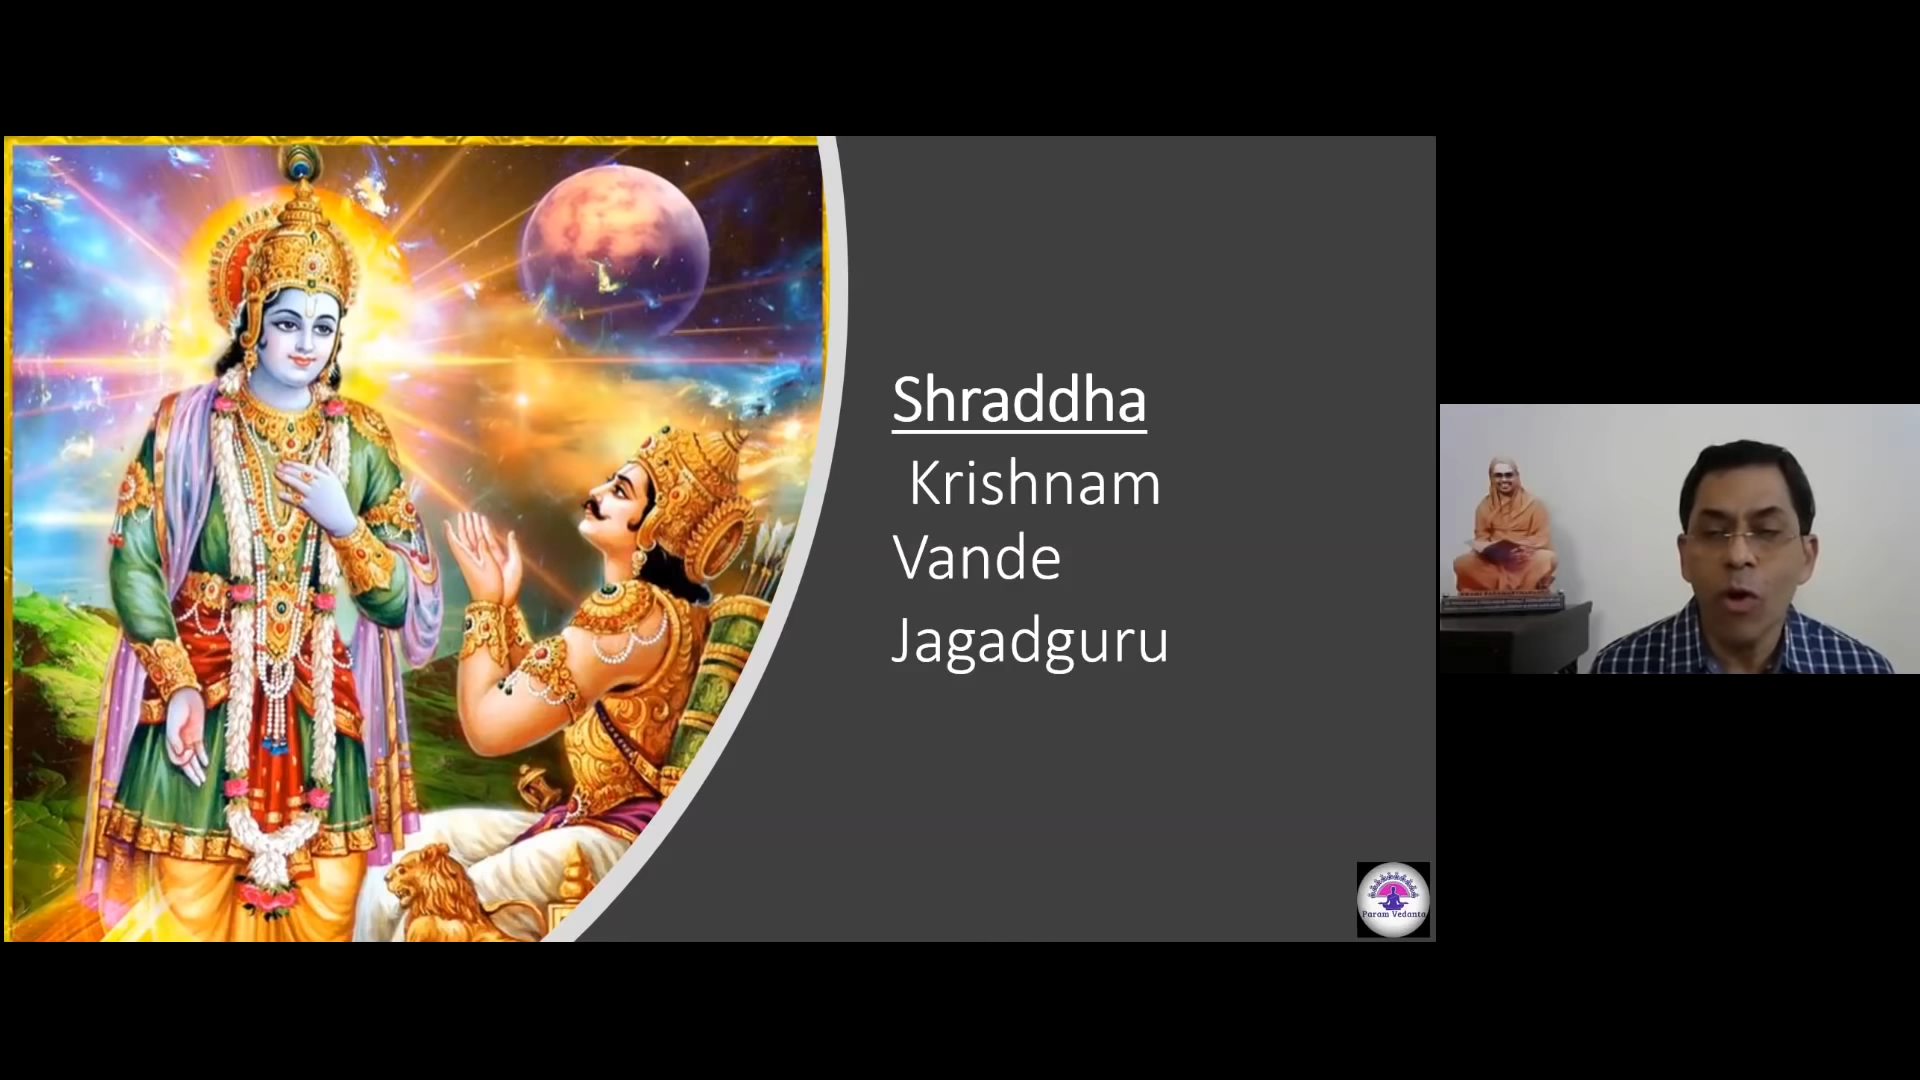 Shraddha
Krishnam
Vande
Jagadguru
Param Vedanta